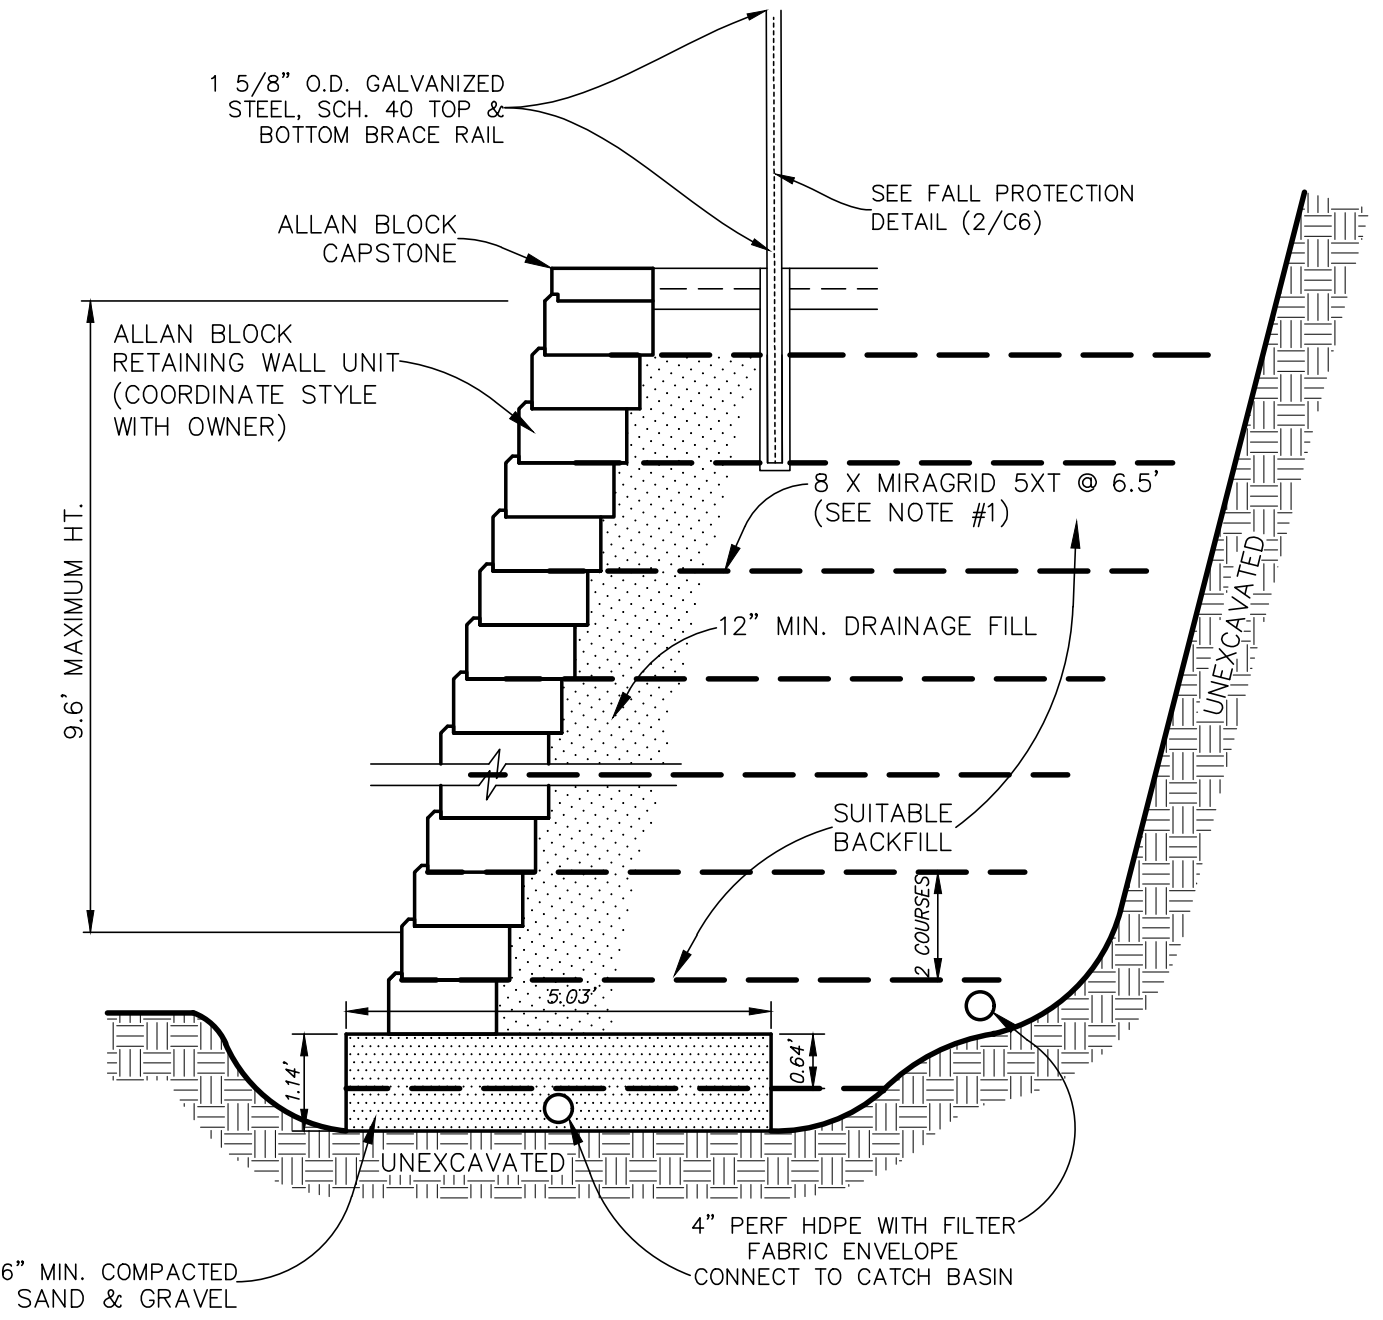 1 5/8" O.D. GALVANIZED
STEEL, SCH. 40 TOP &
BOTTOM BRACE RAIL
SEE FALL PROTECTION
DETAIL (2/C6)
ALLAN BLOCK
CAPSTONE
ALLAN BLOCK
RETAINING WALL UNIT
(COORDINATE STYLE
WITH OWNER)
8 X MIRAGRID 5XT @ 6.5'
(SEE NOTE #1)
9.6' MAXIMUM HT.
UNEXCAVATED
12" MIN. DRAINAGE FILL
SUITABLE
BACKFILL
2 COURSES
5.03'
1.14'
0.64'
UNEXCAVATED
4" PERF HDPE WITH FILTER
FABRIC ENVELOPE
CONNECT TO CATCH BASIN
6" MIN. COMPACTED
SAND & GRAVEL